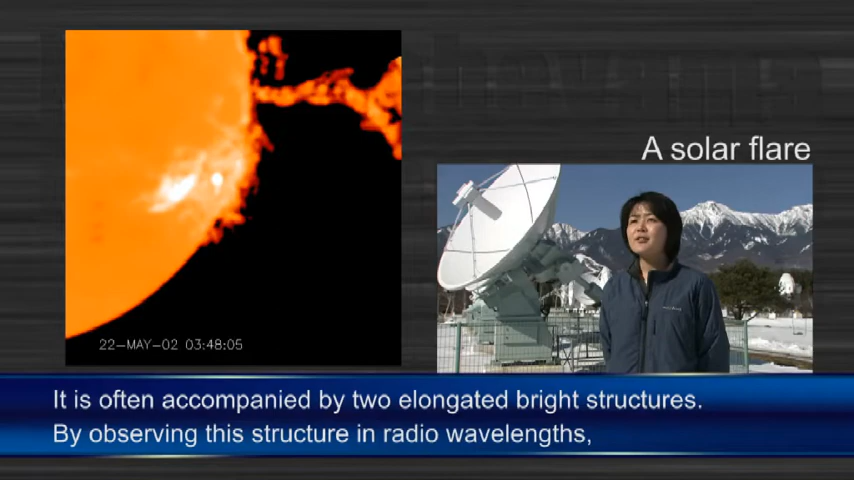 A solar flare
22-MAY-02 03:48:05
It is often accompanied by two elongated bright structures.
By observing this structure in radio wavelengths,